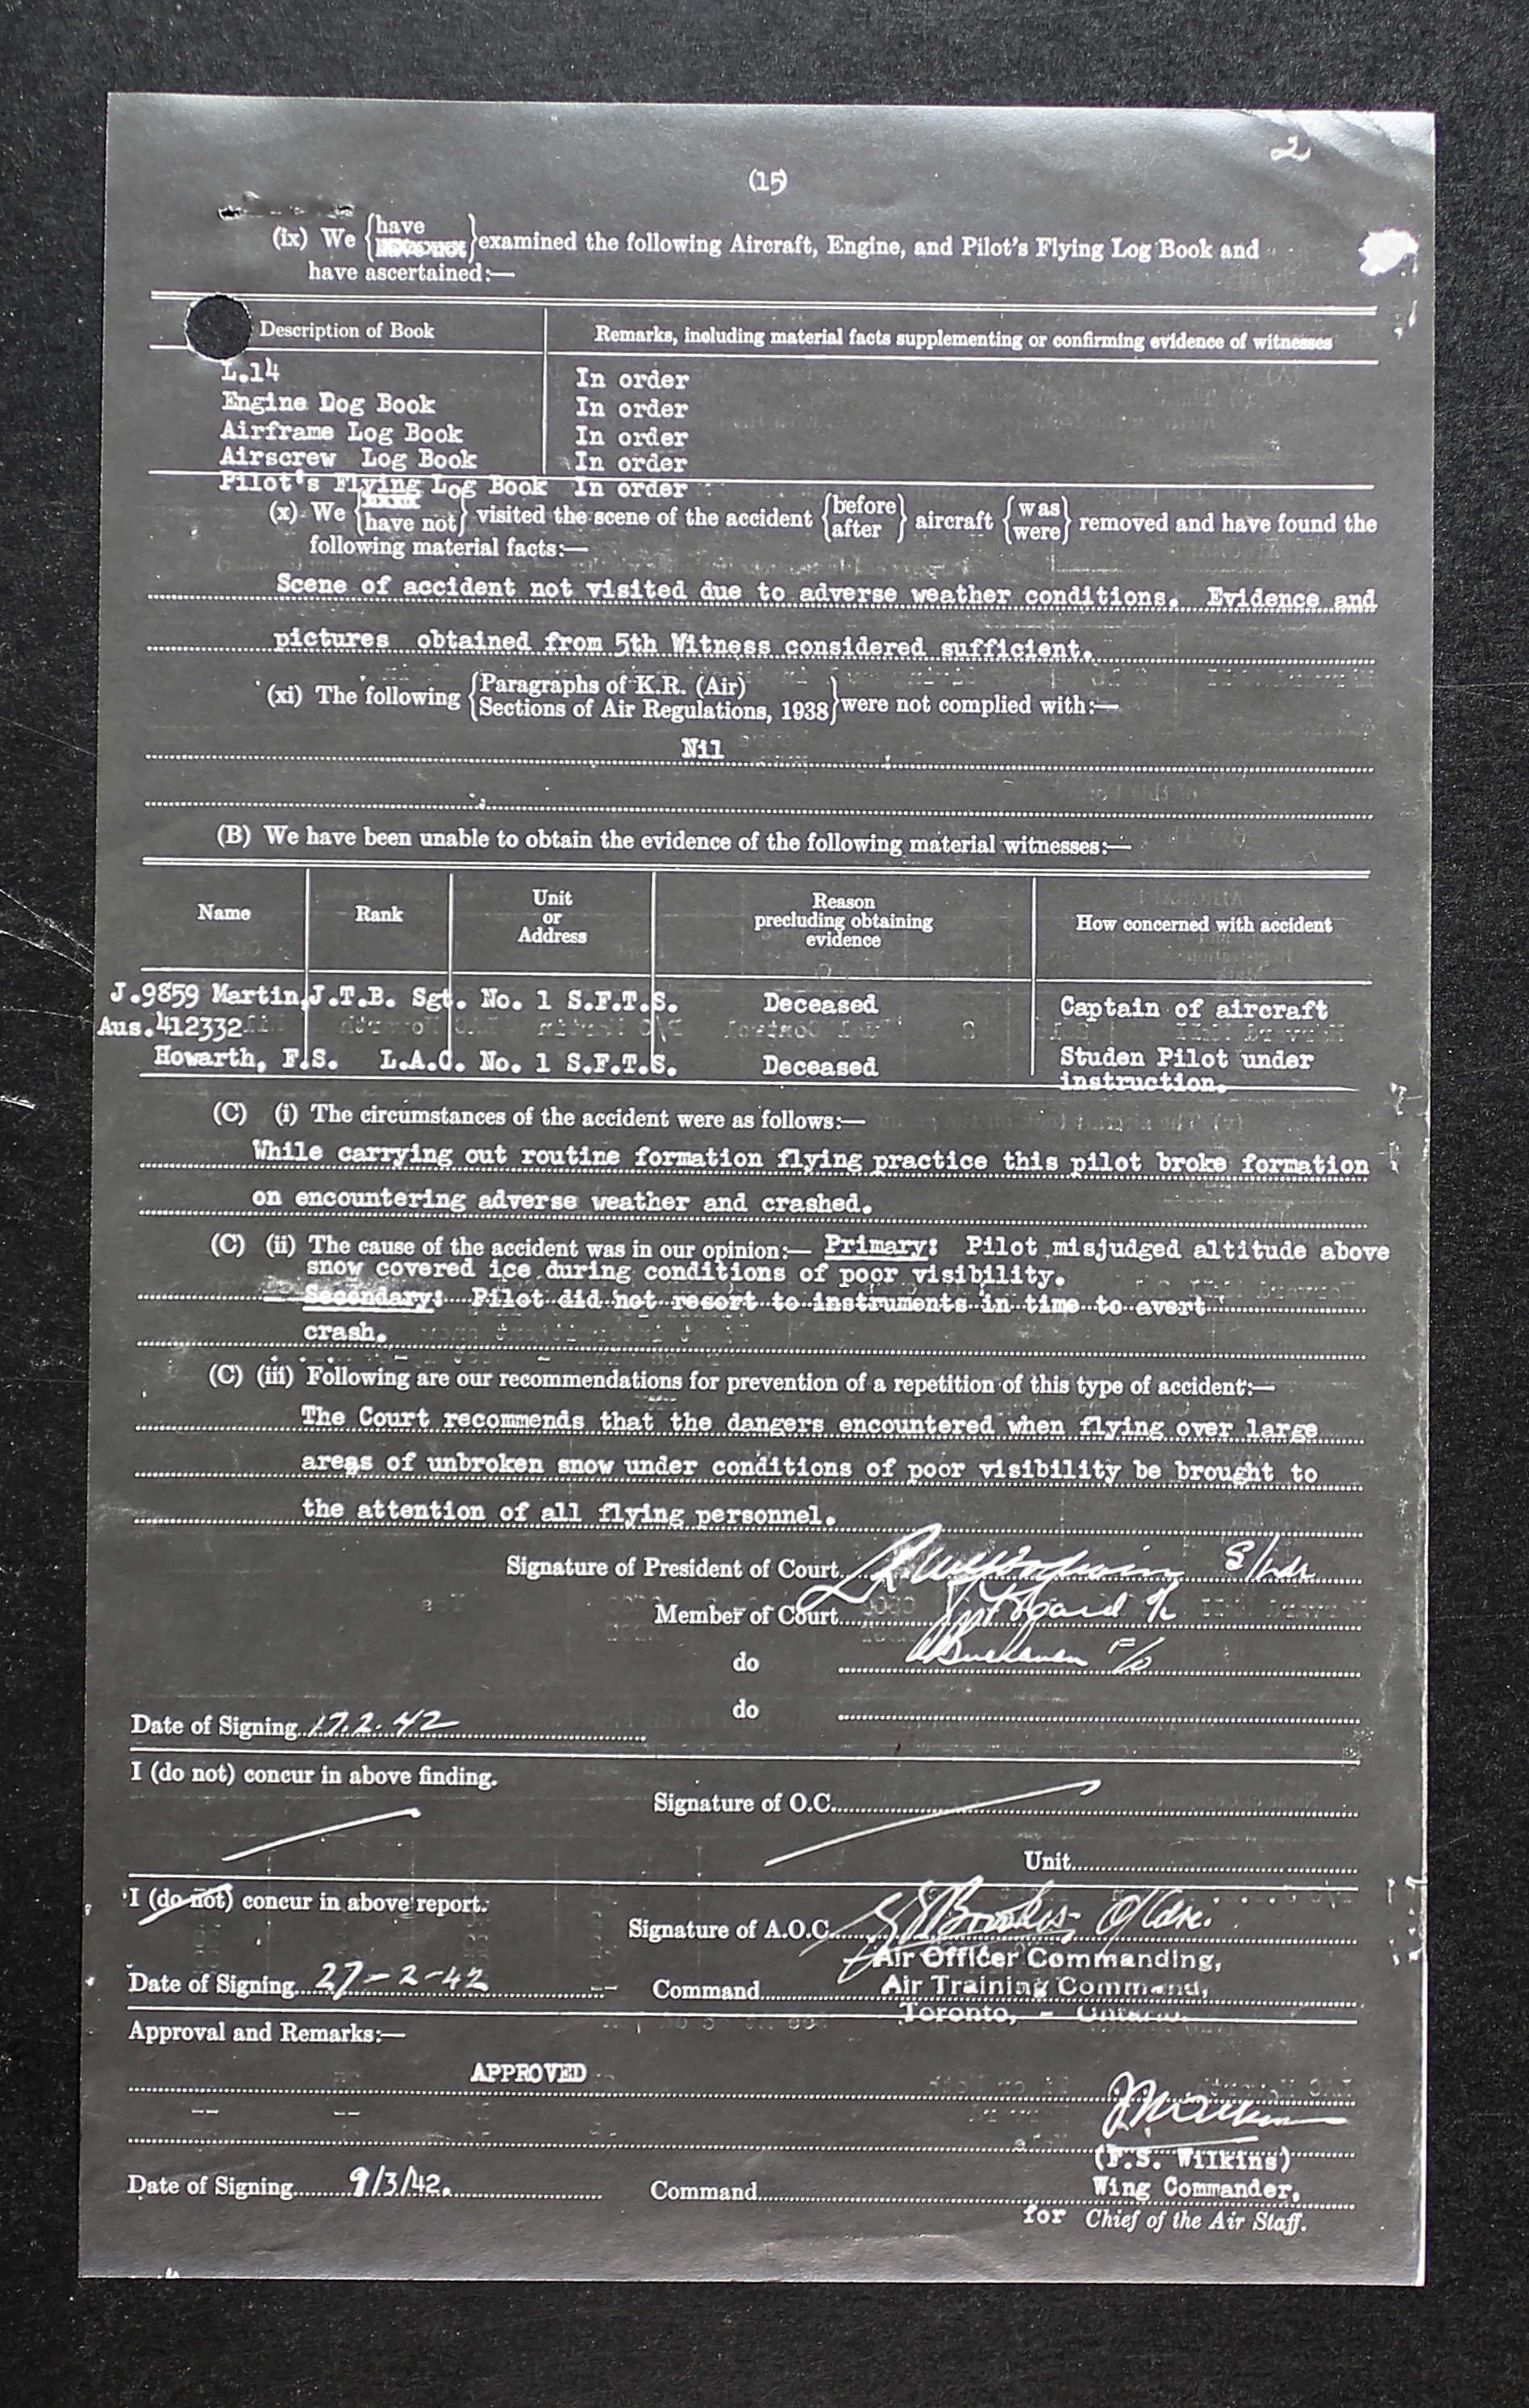 2
(15)
(ix) We {have have not} examined the following Aircraft, Engine, and Pilot's Flying Log Book and
have ascertained:—
Description of Book Remarks, including material facts supplementing or confirming evidence of witnesses
L.14 In order
Engine Dog Book In order
Airframe Log Book In order
Airscrew Log Book In order
Pilot's Flying Log Book In order
(x) We {have not} visited the scene of the accident {before after} aircraft {was were} removed and have found the
following material facts:—
Scene of accident not visited due to adverse weather conditions. Evidence and
pictures obtained from 5th Witness considered sufficient.
(xi) The following {Paragraphs of K.R. (Air) Sections of Air Regulations, 1938} were not complied with:—
Nil
(B) We have been unable to obtain the evidence of the following material witnesses:—
Name Rank Unit or Address Reason precluding obtaining evidence How concerned with accident
J.9859 Martin, J.T.B. Sgt. No. 1 S.F.T.S. Deceased Captain of aircraft
Aus.412332
Howarth, F.S. L.A.C. No. 1 S.F.T.S. Deceased Studen Pilot under
instruction.
(C) (i) The circumstances of the accident were as follows:—
While carrying out routine formation flying practice this pilot broke formation
on encountering adverse weather and crashed.
(C) (ii) The cause of the accident was in our opinion:— Primary: Pilot misjudged altitude above
snow covered ice during conditions of poor visibility.
Secondary: Pilot did not resort to instruments in time to avert
crash.
(C) (iii) Following are our recommendations for prevention of a repetition of this type of accident:—
The Court recommends that the dangers encountered when flying over large
areas of unbroken snow under conditions of poor visibility be brought to
the attention of all flying personnel.
Signature of President of Court S/Ldr
Member of Court
do Buchanan F/O
do
Date of Signing 17.2.42
I (do not) concur in above finding.
Signature of O.C.
Unit
I (do not) concur in above report.
Signature of A.O.C.
Air Officer Commanding,
Date of Signing 27-2-42 Command Air Training Command,
Toronto, - Ontario.
Approval and Remarks:—
APPROVED
(F.S. Wilkins)
Date of Signing 9/3/42. Command Wing Commander,
for Chief of the Air Staff.